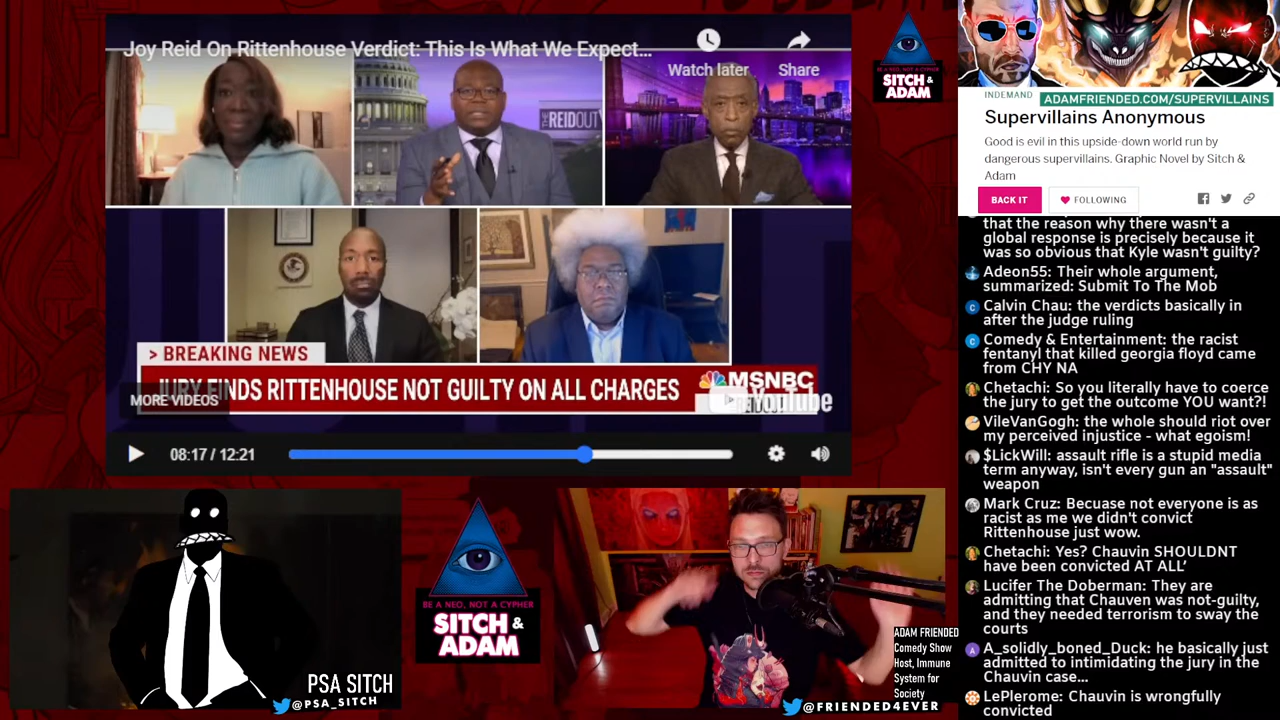 Joy Reid On Rittenhouse Verdict: This Is What We Expect...
Watch later
Share
THE REIDOUT
> BREAKING NEWS
JURY FINDS RITTENHOUSE NOT GUILTY ON ALL CHARGES
MSNBC
YouTube
MORE VIDEOS
08:17 / 12:21
BE A NEO, NOT A CYPHER
SITCH &
ADAM
INDEMAND
ADAMFRIENDED.COM/SUPERVILLAINS
Supervillains Anonymous
Good is evil in this upside-down world run by
dangerous supervillains. Graphic Novel by Sitch &
Adam
BACK IT
FOLLOWING
that the reason why there wasn't a
global response is precisely because it
was so obvious that Kyle wasn't guilty?
Adeon55: Their whole argument,
summarized: Submit To The Mob
Calvin Chau: the verdicts basically in
after the judge ruling
Comedy & Entertainment: the racist
fentanyl that killed georgia floyd came
from CHY NA
Chetachi: So you literally have to coerce
the jury to get the outcome YOU want?!
VileVanGogh: the whole should riot over
my perceived injustice - what egoism!
$LickWill: assault rifle is a stupid media
term anyway, isn't every gun an "assault"
weapon
Mark Cruz: Becuase not everyone is as
racist as me we didn't convict
Rittenhouse just wow.
Chetachi: Yes? Chauvin SHOULDNT
have been convicted AT ALL'
Lucifer The Doberman: They are
admitting that Chauven was not-guilty,
and they needed terrorism to sway the
courts
A_solidly_boned_Duck: he basically just
admitted to intimidating the jury in the
Chauvin case...
LePlerome: Chauvin is wrongfully
convicted
PSA SITCH
@PSA_SITCH
BE A NEO, NOT A CYPHER
SITCH &
ADAM
ADAM FRIENDED
Comedy Show
Host, Immune
System for
Society
@FRIENDED4EVER